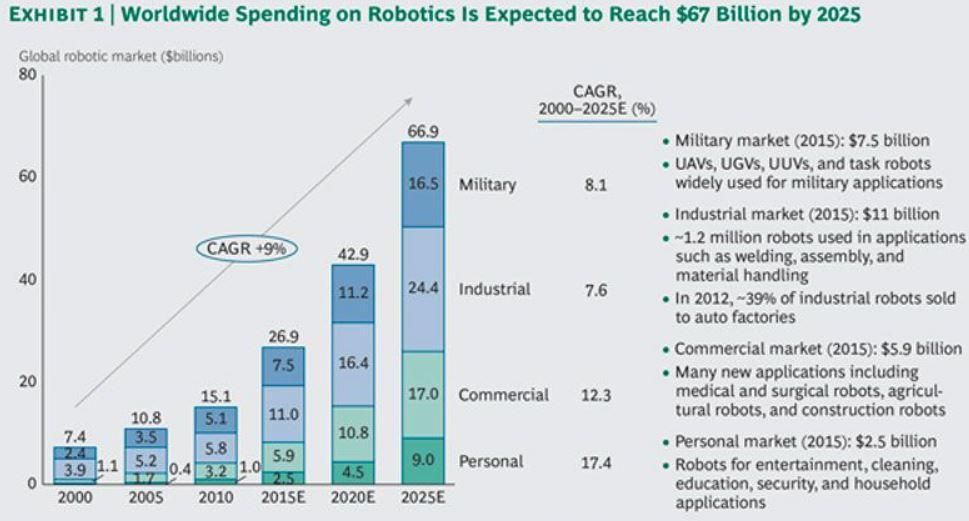 EXHIBIT 1 | Worldwide Spending on Robotics Is Expected to Reach $67 Billion by 2025
Global robotic market ($billions)
80
60
40
20
0
CAGR +9%
7.4
2.4
3.9
1.1
2000
10.8
3.5
5.2
1.7
0.4
2005
15.1
5.1
5.8
3.2
1.0
2010
26.9
7.5
11.0
5.9
2.5
2015E
42.9
11.2
16.4
10.8
4.5
2020E
66.9
16.5
24.4
17.0
9.0
2025E
CAGR,
2000–2025E (%)
Military 8.1
Industrial 7.6
Commercial 12.3
Personal 17.4
• Military market (2015): $7.5 billion
• UAVs, UGVs, UUVs, and task robots
widely used for military applications
• Industrial market (2015): $11 billion
• ~1.2 million robots used in applications
such as welding, assembly, and
material handling
• In 2012, ~39% of industrial robots sold
to auto factories
• Commercial market (2015): $5.9 billion
• Many new applications including
medical and surgical robots, agricul-
tural robots, and construction robots
• Personal market (2015): $2.5 billion
• Robots for entertainment, cleaning,
education, security, and household
applications